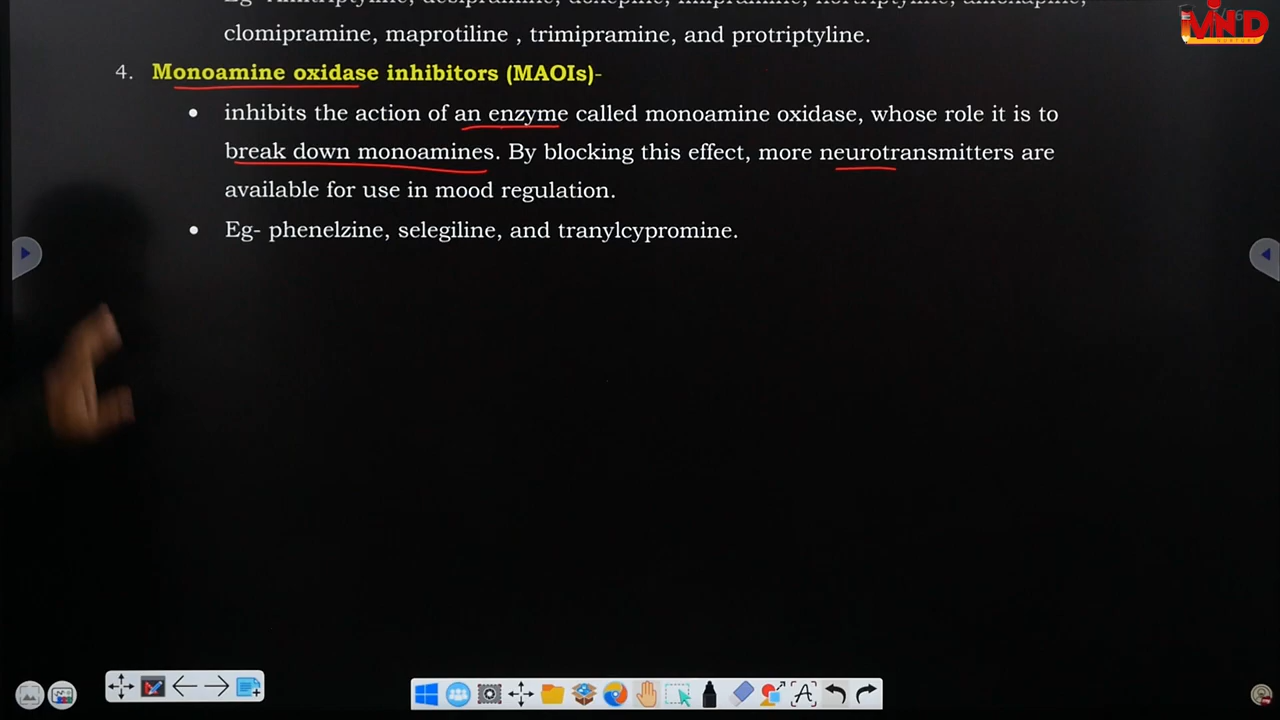 clomipramine, maprotiline , trimipramine, and protriptyline.
4. Monoamine oxidase inhibitors (MAOIs)-
• inhibits the action of an enzyme called monoamine oxidase, whose role it is to
break down monoamines. By blocking this effect, more neurotransmitters are
available for use in mood regulation.
• Eg- phenelzine, selegiline, and tranylcypromine.